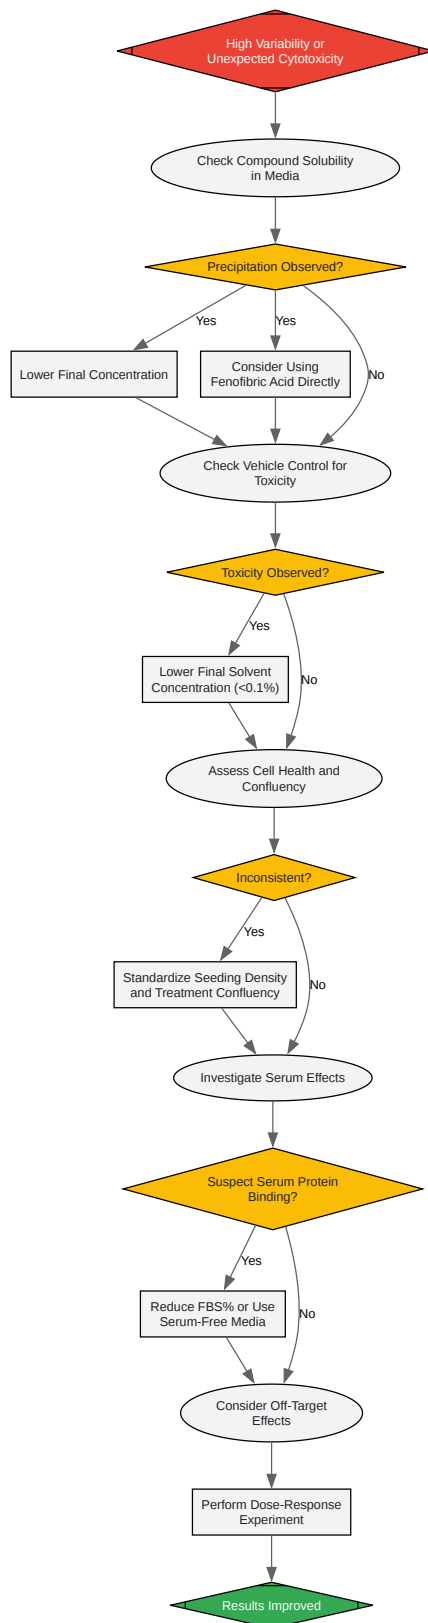 High Variability or
Unexpected Cytotoxicity
Check Compound Solubility
in Media
Precipitation Observed?
Yes
Yes
No
Lower Final Concentration
Consider Using
Fenofibric Acid Directly
Check Vehicle Control for
Toxicity
Toxicity Observed?
Yes
No
Lower Final Solvent
Concentration (<0.1%)
Assess Cell Health and
Confluency
Inconsistent?
Yes
No
Standardize Seeding Density
and Treatment Confluency
Investigate Serum Effects
Suspect Serum Protein
Binding?
Yes
No
Reduce FBS% or Use
Serum-Free Media
Consider Off-Target
Effects
Perform Dose-Response
Experiment
Results Improved